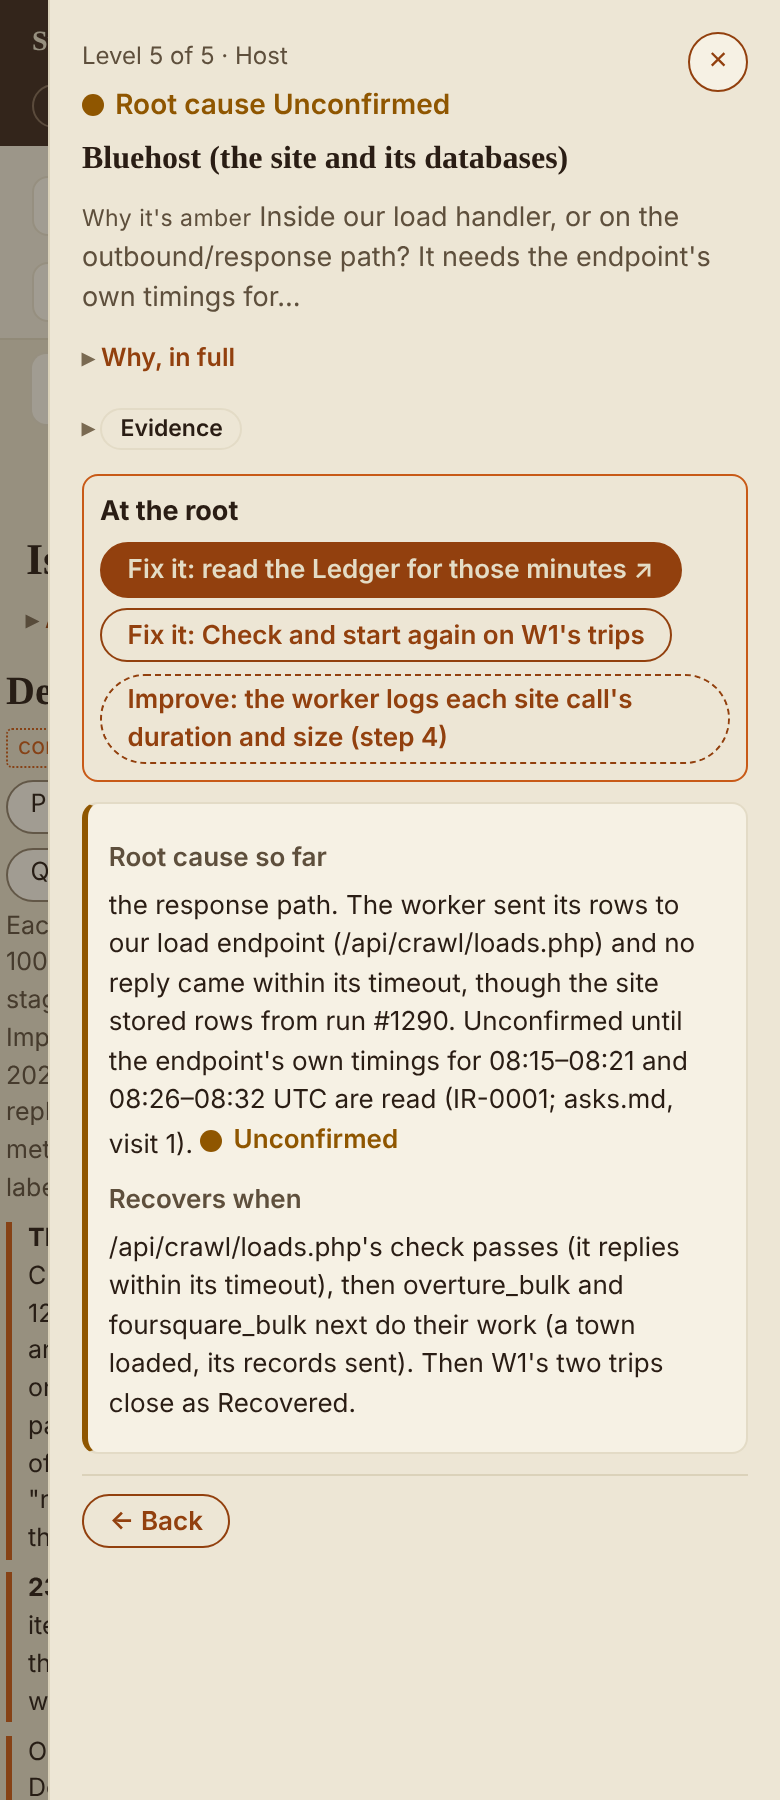 Level 5 of 5 · Host
×
Root cause Unconfirmed
Bluehost (the site and its databases)
Why it's amber Inside our load handler, or on the
outbound/response path? It needs the endpoint's
own timings for...
▸ Why, in full
▸ Evidence
At the root
Fix it: read the Ledger for those minutes ↗
Fix it: Check and start again on W1's trips
Improve: the worker logs each site call's
duration and size (step 4)
Root cause so far
the response path. The worker sent its rows to
our load endpoint (/api/crawl/loads.php) and no
reply came within its timeout, though the site
stored rows from run #1290. Unconfirmed until
the endpoint's own timings for 08:15–08:21 and
08:26–08:32 UTC are read (IR-0001; asks.md,
visit 1). Unconfirmed
Recovers when
/api/crawl/loads.php's check passes (it replies
within its timeout), then overture_bulk and
foursquare_bulk next do their work (a town
loaded, its records sent). Then W1's two trips
close as Recovered.
← Back